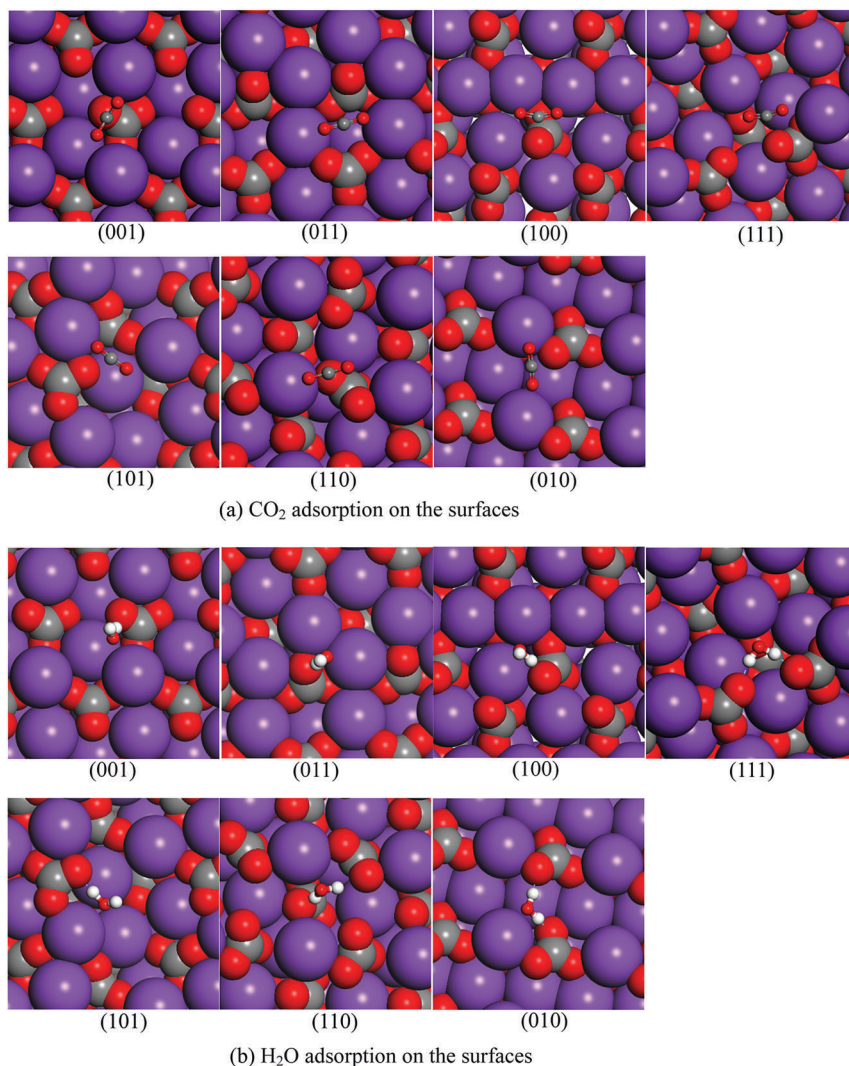 (001) (011) (100) (111)
(101) (110) (010)
(a) CO₂ adsorption on the surfaces
(001) (011) (100) (111)
(101) (110) (010)
(b) H₂O adsorption on the surfaces